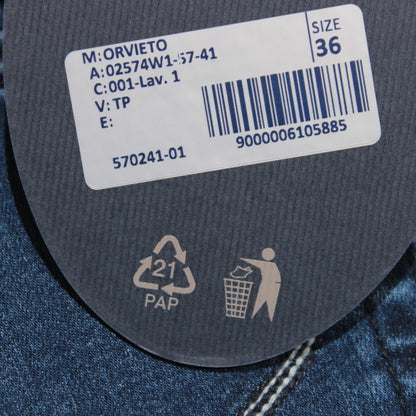 M: ORVIETO
A: 02574W1-57-41
C: 001-Lav. 1
V: TP
E:
570241-01
SIZE
36
9000006105885
21
PAP